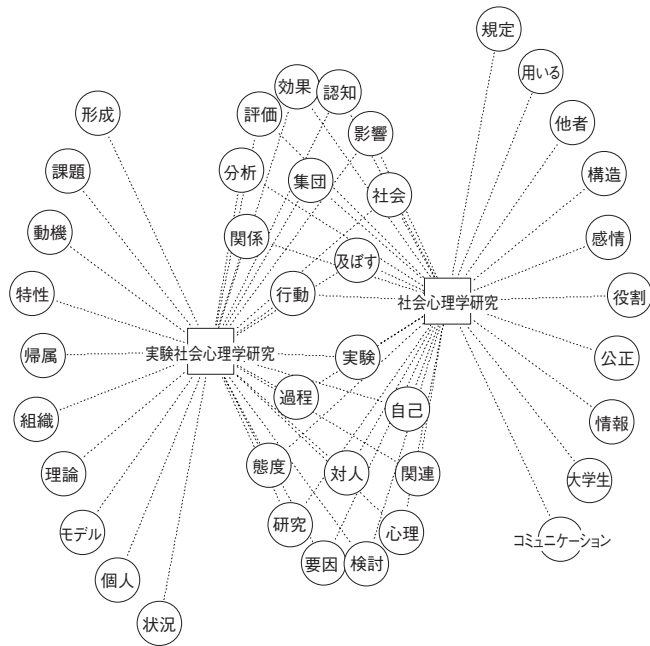 規定
用いる
他者
構造
感情
役割
公正
情報
大学生
コミュニケーション
効果
認知
評価
影響
分析
集団
社会
関係
及ぼす
行動
社会心理学研究
実験社会心理学研究
実験
過程
自己
態度
対人
関連
研究
心理
要因
検討
形成
課題
動機
特性
帰属
組織
理論
モデル
個人
状況